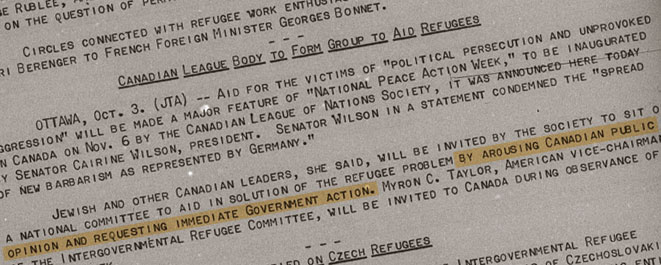 E RUBLEE, A
ON THE QUESTION OF PER
CIRCLES CONNECTED WITH REFUGEE WORK ENTHUS
RI BERENGER TO FRENCH FOREIGN MINISTER GEORGES BONNET.
- - -
CANADIAN LEAGUE BODY TO FORM GROUP TO AID REFUGEES
OTTAWA, OCT. 3. (JTA) -- AID FOR THE VICTIMS OF "POLITICAL PERSECUTION AND UNPROVOKED
GGRESSION" WILL BE MADE A MAJOR FEATURE OF "NATIONAL PEACE ACTION WEEK," TO BE INAUGURATED
N CANADA ON NOV. 6 BY THE CANADIAN LEAGUE OF NATIONS SOCIETY, IT WAS ANNOUNCED HERE TODAY
Y SENATOR CAIRINE WILSON, PRESIDENT. SENATOR WILSON IN A STATEMENT CONDEMNED THE "SPREAD
OF NEW BARBARISM AS REPRESENTED BY GERMANY."
JEWISH AND OTHER CANADIAN LEADERS, SHE SAID, WILL BE INVITED BY THE SOCIETY TO SIT O
A NATIONAL COMMITTEE TO AID IN SOLUTION OF THE REFUGEE PROBLEM BY AROUSING CANADIAN PUBLIC
OPINION AND REQUESTING IMMEDIATE GOVERNMENT ACTION. MYRON C. TAYLOR, AMERICAN VICE-CHAIRMA
THE INTERGOVERNMENTAL REFUGEE COMMITTEE, WILL BE INVITED TO CANADA DURING OBSERVANCE OF
- - -
ON CZECH REFUGEES
INTERGOVERNMENTAL REFUGEE
OF CZECHOSLOVAKI